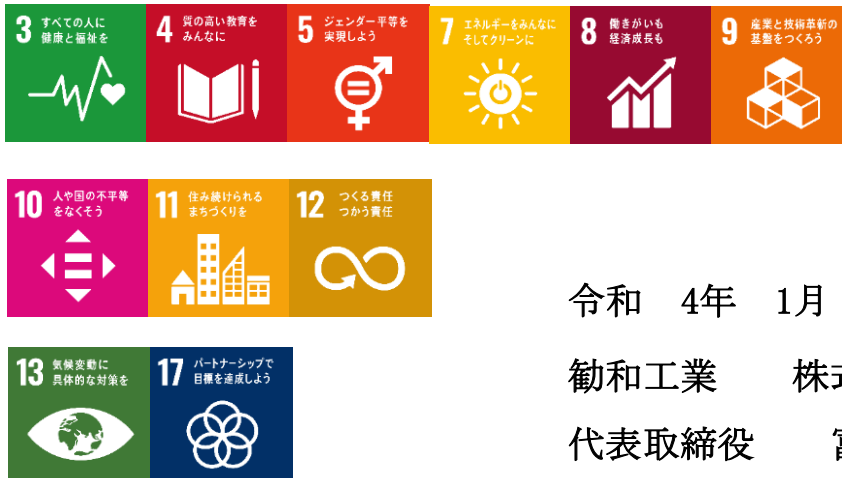 3 すべての人に
健康と福祉を
4 質の高い教育を
みんなに
5 ジェンダー平等を
実現しよう
7 エネルギーをみんなに
そしてクリーンに
8 働きがいも
経済成長も
9 産業と技術革新の
基盤をつくろう
10 人や国の不平等
をなくそう
11 住み続けられる
まちづくりを
12 つくる責任
つかう責任
13 気候変動に
具体的な対策を
17 パートナーシップで
目標を達成しよう
令和 4年 1月
勧和工業 株
代表取締役